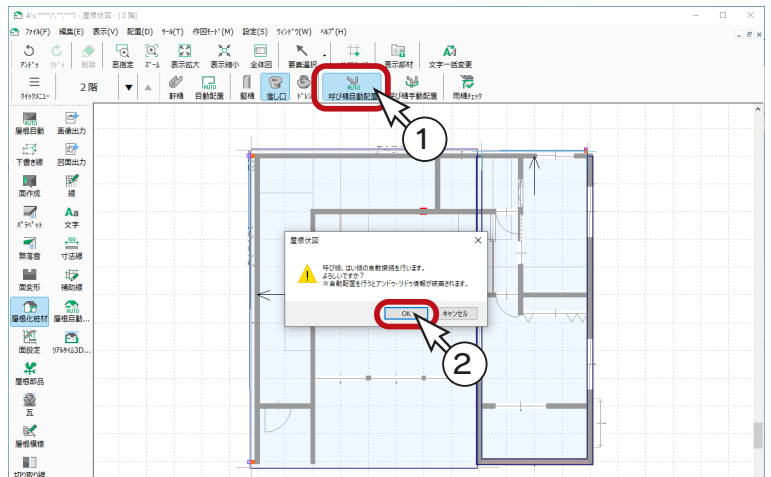 A's ****(*.**.***) - 屋根伏図 - [ 2 階]
ﾌｧｲﾙ(F) 編集(E) 表示(V) 配置(D) ﾂｰﾙ(T) 作図ﾓｰﾄﾞ(M) 設定(S) ｳｨﾝﾄﾞｳ(W) ﾍﾙﾌﾟ(H)
ｱﾝﾄﾞｩ ﾘﾄﾞｩ 削除 窓指定 ｽﾞｰﾑ 表示拡大 表示縮小 全体図 要素選択 表示部材 文字一括変更
ｸｲｯｸﾒﾆｭｰ 2 階 ▼ ▲ 軒樋 自動配置 竪樋 落し口 ﾄﾞﾚﾝ 呼び樋自動配置 呼び樋手動配置 雨樋ﾁｪｯｸ
AUTO
AUTO
屋根自動 画像出力
下書き線 図面出力
面作成 線
ﾊﾟﾗﾍﾟｯﾄ 文字
無落雪 寸法線
面変形 補助線
屋根化粧材 屋根自動...
面設定 ﾘｱﾙﾀｲﾑ3D...
屋根部品
瓦
屋根模様
切り取り線
屋根伏図
呼び樋、はい樋の自動接続を行います。
よろしいですか？
※自動配置を行うとアンドゥ・リドゥ情報が破棄されます。
OK キャンセル
1
2